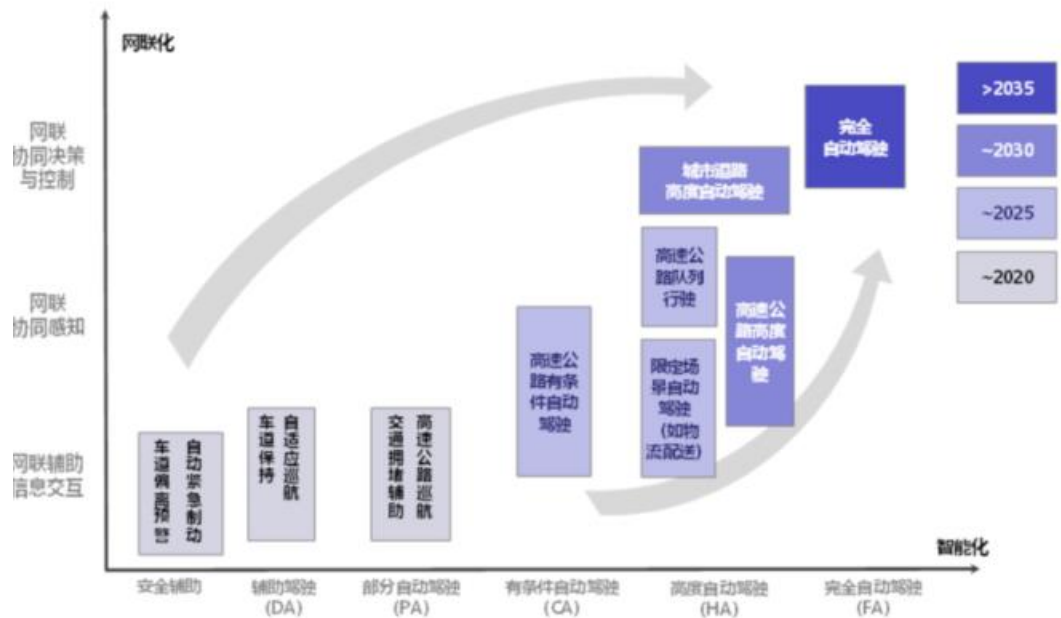 网联化
网联
协同决策
与控制
网联
协同感知
网联辅助
信息交互
自动紧急制动
车道偏离预警
自适应巡航
车道保持
高速公路巡航
交通拥堵辅助
高速公
路有条
件自动
驾驶
高速公
路队列
行驶
限定场
景自动
驾驶
(如物
流配送)
高速公
路高度
自动驾
驶
城市道路
高度自动驾驶
完全
自动驾驶
>2035
~2030
~2025
~2020
智能化
安全辅助
辅助驾驶
(DA)
部分自动驾驶
(PA)
有条件自动驾驶
(CA)
高度自动驾驶
(HA)
完全自动驾驶
(FA)